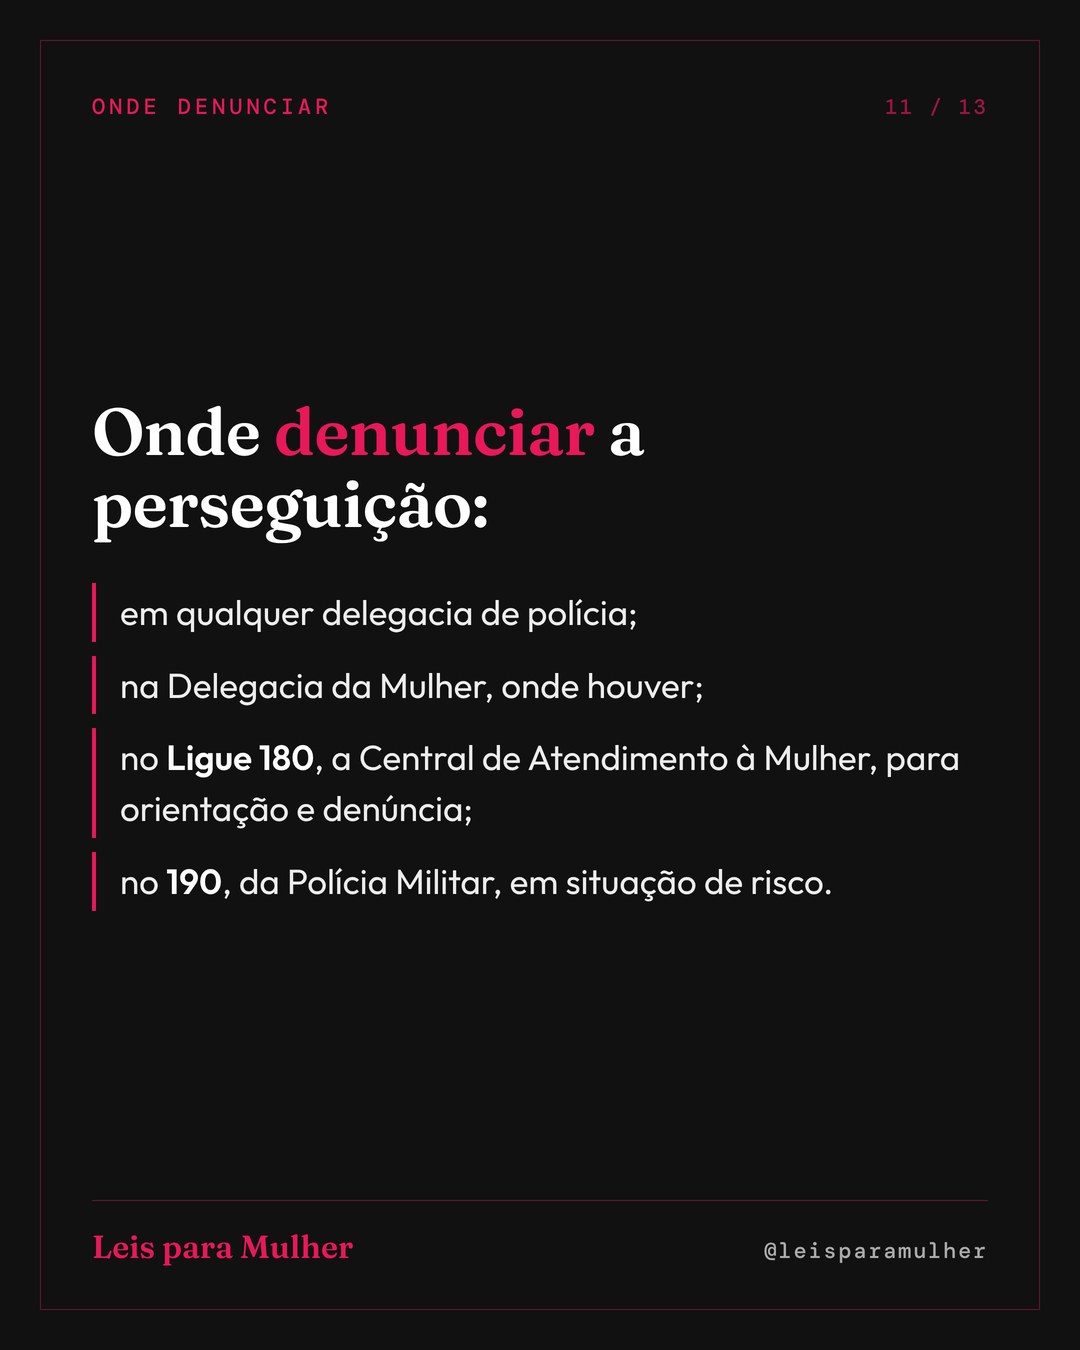 ONDE DENUNCIAR
11 / 13
Onde denunciar a
perseguição:
em qualquer delegacia de polícia;
na Delegacia da Mulher, onde houver;
no Ligue 180, a Central de Atendimento à Mulher, para
orientação e denúncia;
no 190, da Polícia Militar, em situação de risco.
Leis para Mulher
@leisparamulher